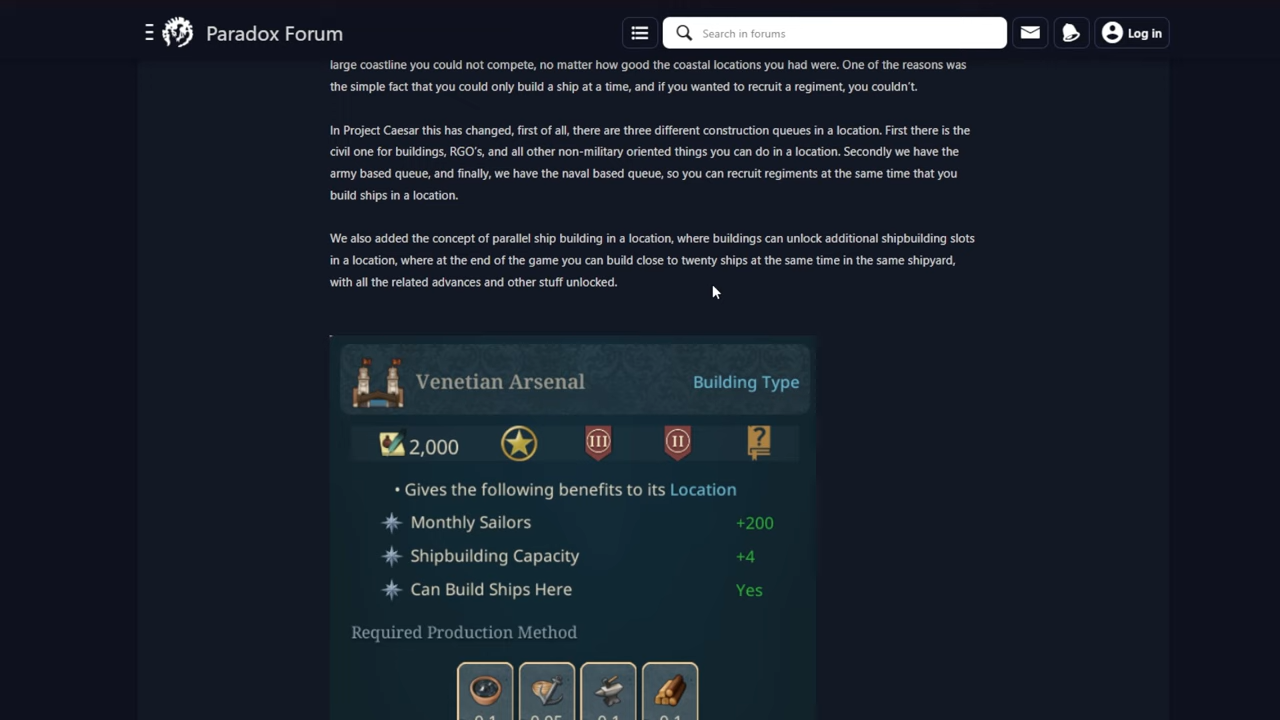 Paradox Forum
Search in forums
Log in
large coastline you could not compete, no matter how good the coastal locations you had were. One of the reasons was
the simple fact that you could only build a ship at a time, and if you wanted to recruit a regiment, you couldn't.
In Project Caesar this has changed, first of all, there are three different construction queues in a location. First there is the
civil one for buildings, RGO's, and all other non-military oriented things you can do in a location. Secondly we have the
army based queue, and finally, we have the naval based queue, so you can recruit regiments at the same time that you
build ships in a location.
We also added the concept of parallel ship building in a location, where buildings can unlock additional shipbuilding slots
in a location, where at the end of the game you can build close to twenty ships at the same time in the same shipyard,
with all the related advances and other stuff unlocked.
Venetian Arsenal Building Type
2,000 III II ?
• Gives the following benefits to its Location
Monthly Sailors +200
Shipbuilding Capacity +4
Can Build Ships Here Yes
Required Production Method
0.1 0.05 0.1 0.1